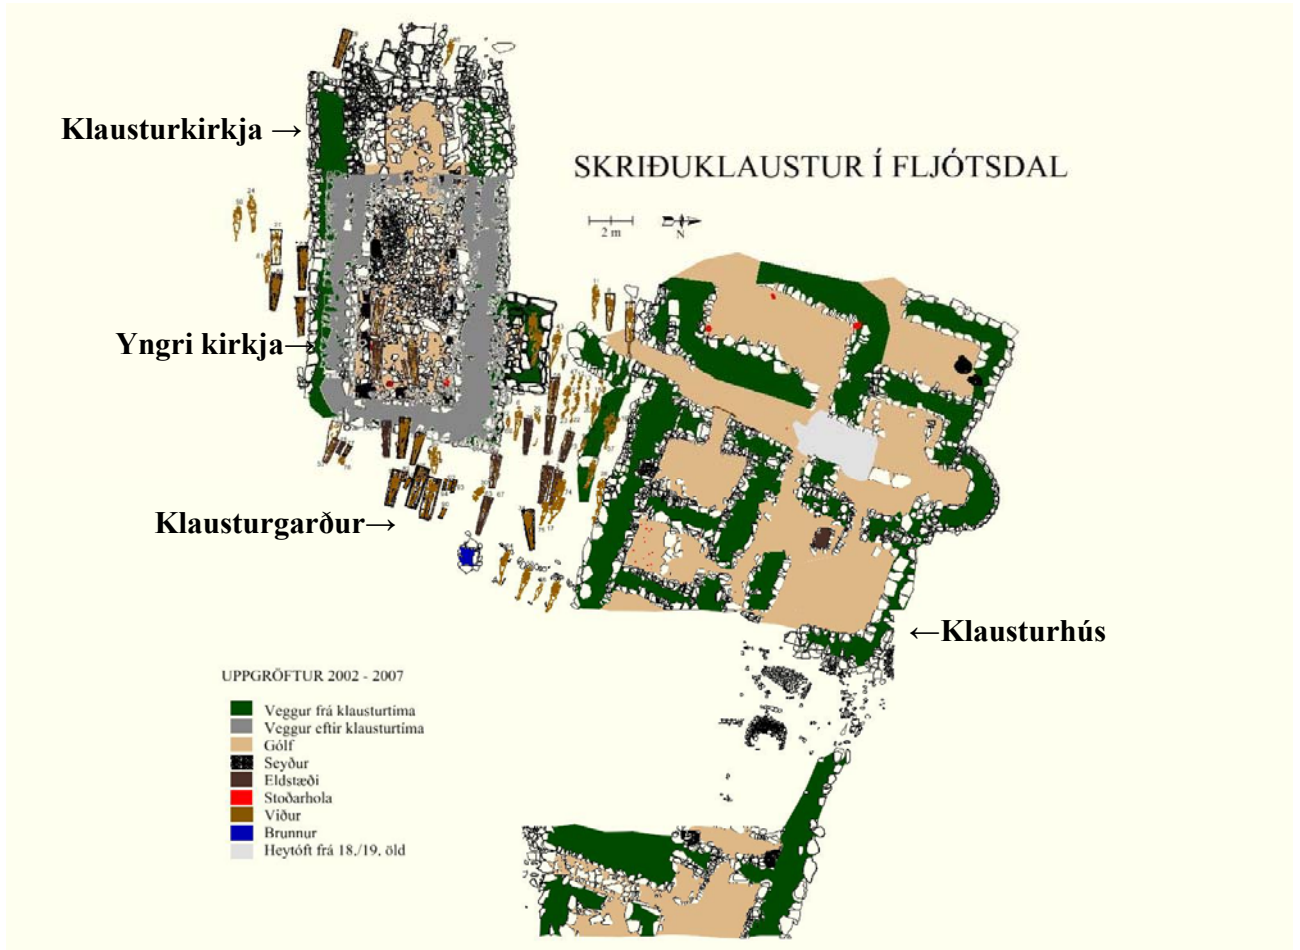 Klausturkirkja →
SKRIÐUKLAUSTUR Í FLJÓTSDAL
2 m
N
Yngri kirkja→
Klausturgarður→
←Klausturhús
UPPGRÖFTUR 2002 - 2007
Veggur frá klausturtíma
Veggur eftir klausturtíma
Gólf
Seyður
Eldstæði
Stoðarhola
Viður
Brunnur
Heytóft frá 18./19. öld